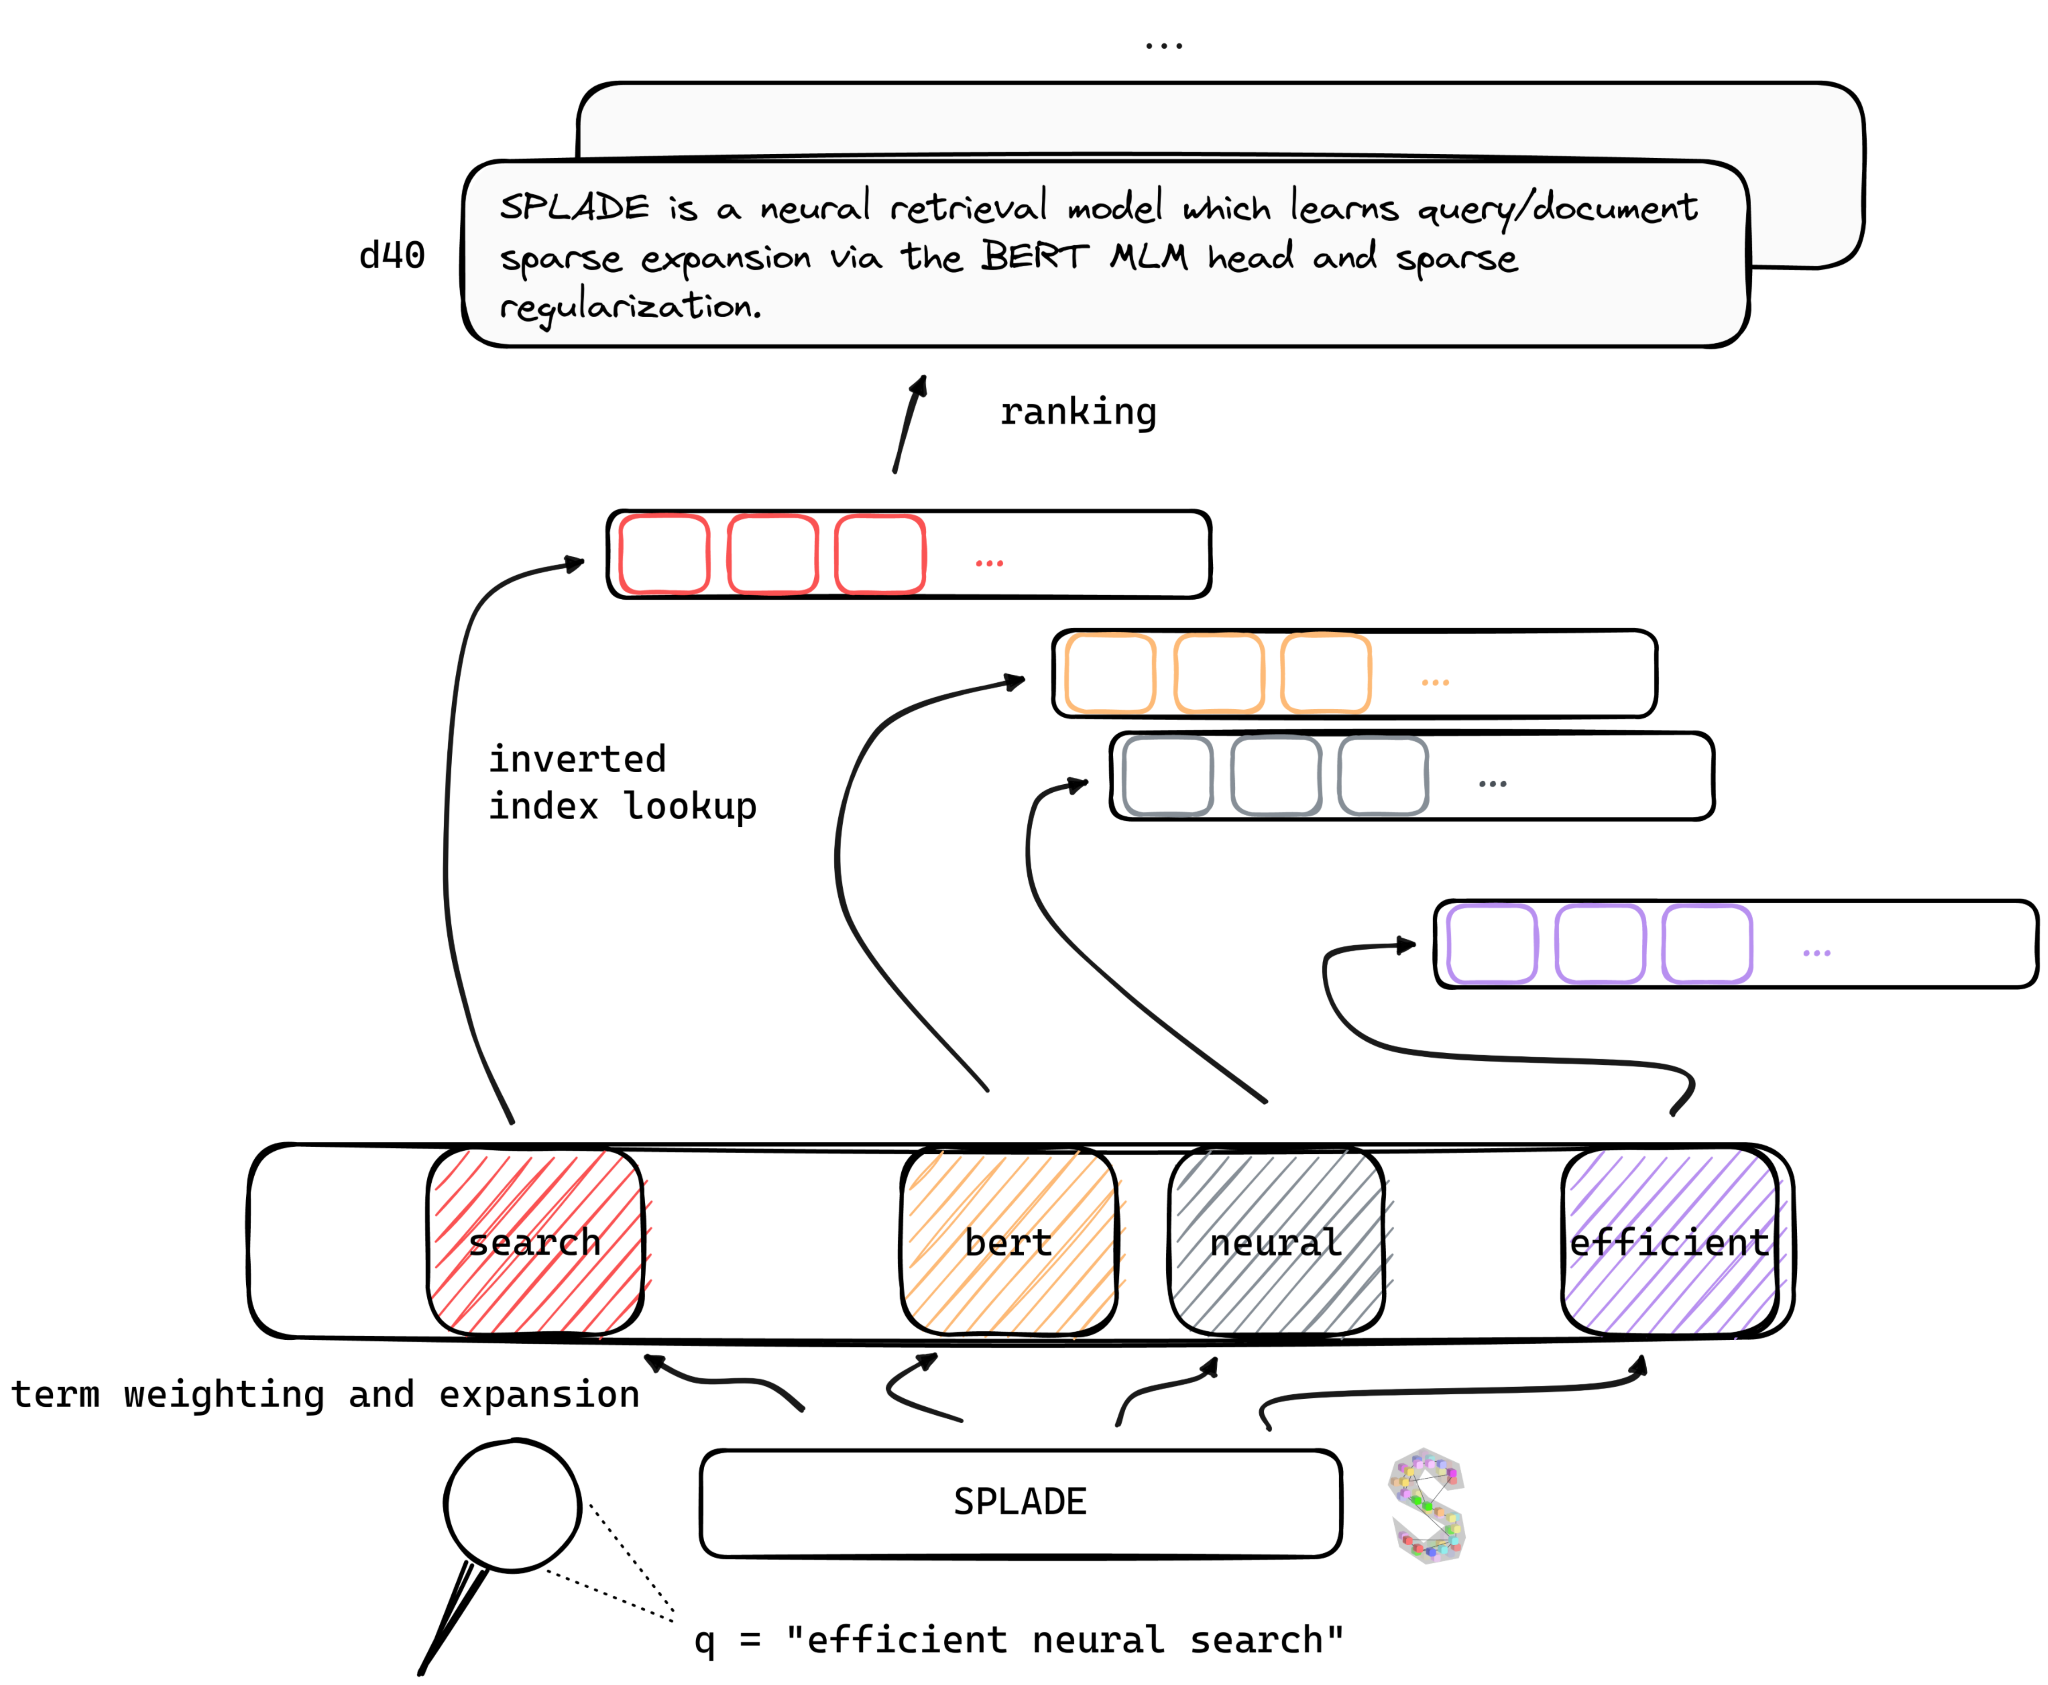 ...
SPLADE is a neural retrieval model which learns query/document
d40
sparse expansion via the BERT MLM head and sparse
regularization.
ranking
...
...
inverted
index lookup
...
...
search
bert
neural
efficient
term weighting and expansion
SPLADE
S
q = "efficient neural search"